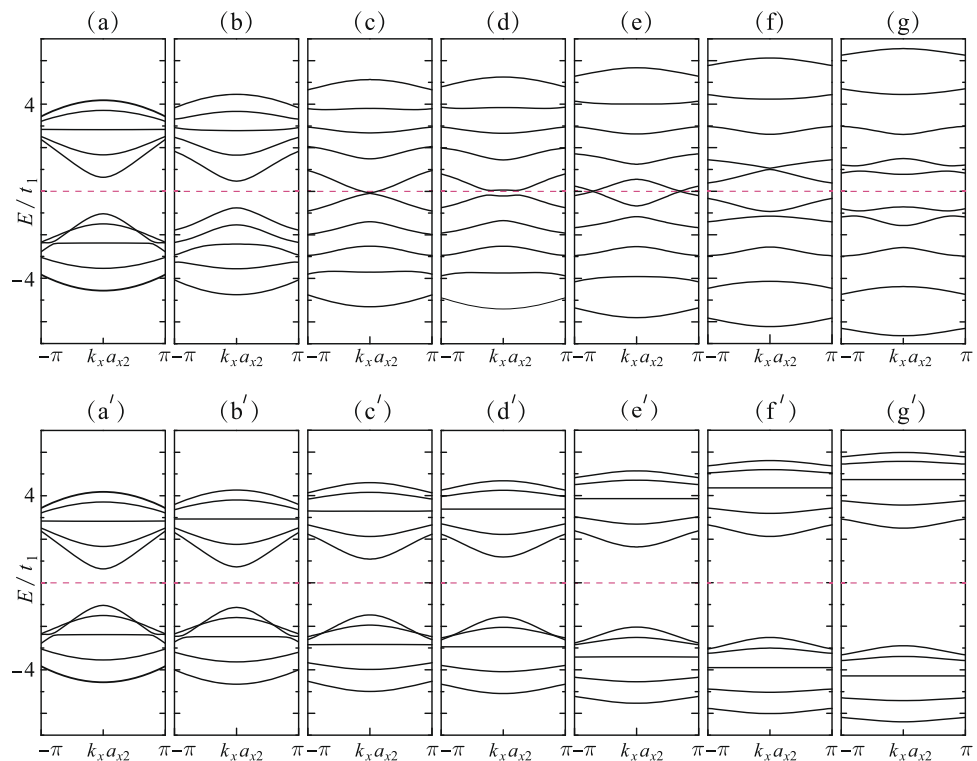 (a) (b) (c) (d) (e) (f) (g)
4
E/t₁
-4
-π kₓaₓ₂ π -π kₓaₓ₂ π -π kₓaₓ₂ π -π kₓaₓ₂ π -π kₓaₓ₂ π -π kₓaₓ₂ π -π kₓaₓ₂ π
(a′) (b′) (c′) (d′) (e′) (f′) (g′)
4
E/t₁
-4
-π kₓaₓ₂ π -π kₓaₓ₂ π -π kₓaₓ₂ π -π kₓaₓ₂ π -π kₓaₓ₂ π -π kₓaₓ₂ π -π kₓaₓ₂ π